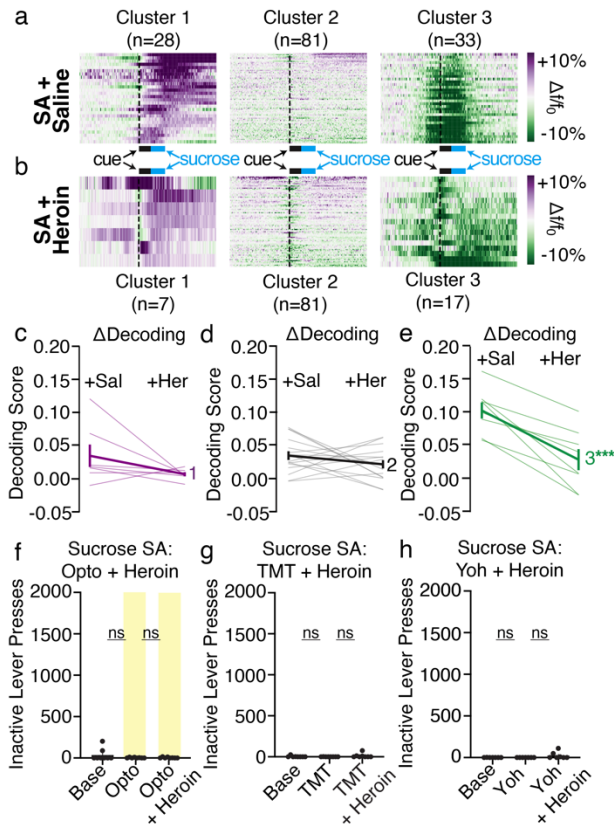 a
Cluster 1 (n=28)
Cluster 2 (n=81)
Cluster 3 (n=33)
SA + Saline
+10%
Δf/f₀
-10%
cue
sucrose
cue
sucrose
cue
sucrose
b
SA + Heroin
+10%
Δf/f₀
-10%
Cluster 1 (n=7)
Cluster 2 (n=81)
Cluster 3 (n=17)
c
ΔDecoding
+Sal +Her
Decoding Score
0.20
0.15
0.10
0.05
0.00
-0.05
1
d
ΔDecoding
+Sal +Her
Decoding Score
0.20
0.15
0.10
0.05
0.00
-0.05
2
e
ΔDecoding
+Sal +Her
Decoding Score
0.20
0.15
0.10
0.05
0.00
-0.05
3***
f
Sucrose SA:
Opto + Heroin
Inactive Lever Presses
2000
1500
1000
500
0
ns ns
Base
Opto
Opto + Heroin
g
Sucrose SA:
TMT + Heroin
Inactive Lever Presses
2000
1500
1000
500
0
ns ns
Base
TMT
TMT + Heroin
h
Sucrose SA:
Yoh + Heroin
Inactive Lever Presses
2000
1500
1000
500
0
ns ns
Base
Yoh
Yoh + Heroin